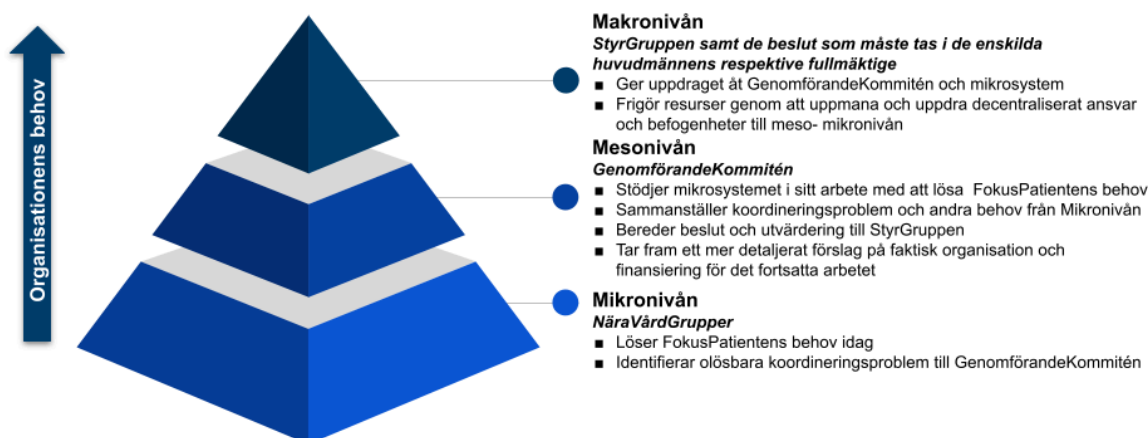 Organisationens behov
Makronivån
StyrGruppen samt de beslut som måste tas i de enskilda
huvudmännens respektive fullmäktige
■ Ger uppdraget åt GenomförandeKommitén och mikrosystem
■ Frigör resurser genom att uppmana och uppdra decentraliserat ansvar
och befogenheter till meso- mikronivån
Mesonivån
GenomförandeKommitén
■ Stödjer mikrosystemet i sitt arbete med att lösa FokusPatientens behov
■ Sammanställer koordineringsproblem och andra behov från Mikronivån
■ Bereder beslut och utvärdering till StyrGruppen
■ Tar fram ett mer detaljerat förslag på faktisk organisation och
finansiering för det fortsatta arbetet
Mikronivån
NäraVårdGrupper
■ Löser FokusPatientens behov idag
■ Identifierar olösbara koordineringsproblem till GenomförandeKommitén